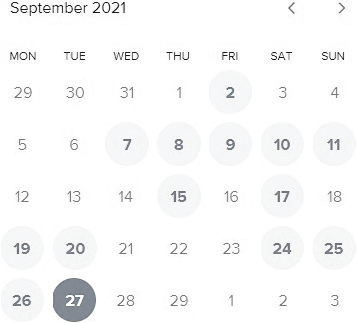 September 2021
MON TUE WED THU FRI SAT SUN
29 30 31 1 2 3 4
5 6 7 8 9 10 11
12 13 14 15 16 17 18
19 20 21 22 23 24 25
26 27 28 29 1 2 3